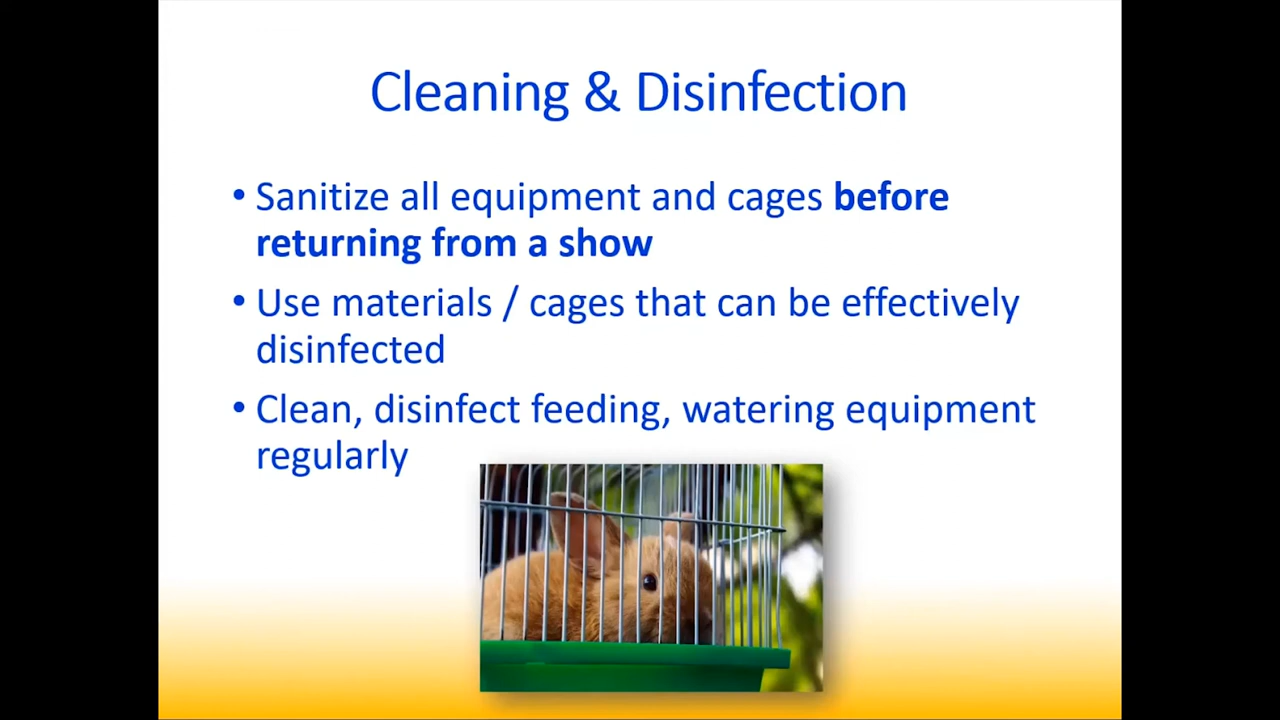 Cleaning & Disinfection
• Sanitize all equipment and cages before
returning from a show
• Use materials / cages that can be effectively
disinfected
• Clean, disinfect feeding, watering equipment
regularly